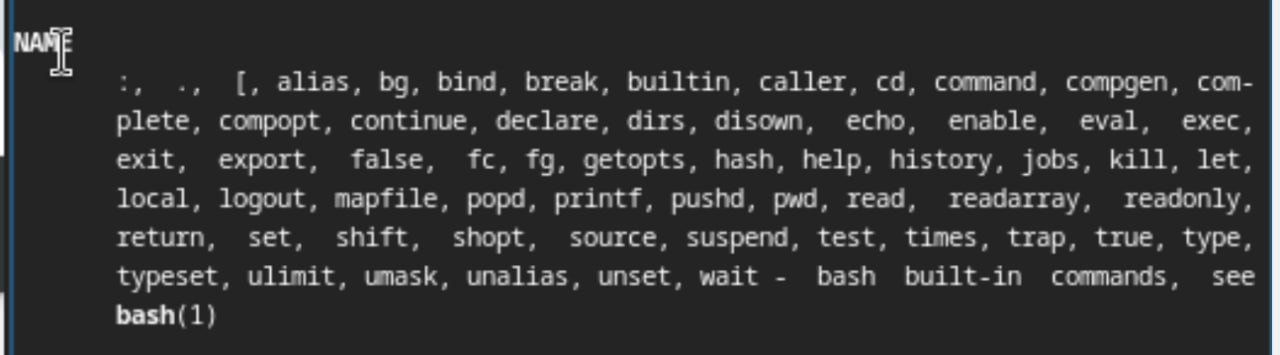 NAME
:, ., [, alias, bg, bind, break, builtin, caller, cd, command, compgen, com-
plete, compopt, continue, declare, dirs, disown, echo, enable, eval, exec,
exit, export, false, fc, fg, getopts, hash, help, history, jobs, kill, let,
local, logout, mapfile, popd, printf, pushd, pwd, read, readarray, readonly,
return, set, shift, shopt, source, suspend, test, times, trap, true, type,
typeset, ulimit, umask, unalias, unset, wait - bash built-in commands, see
bash(1)